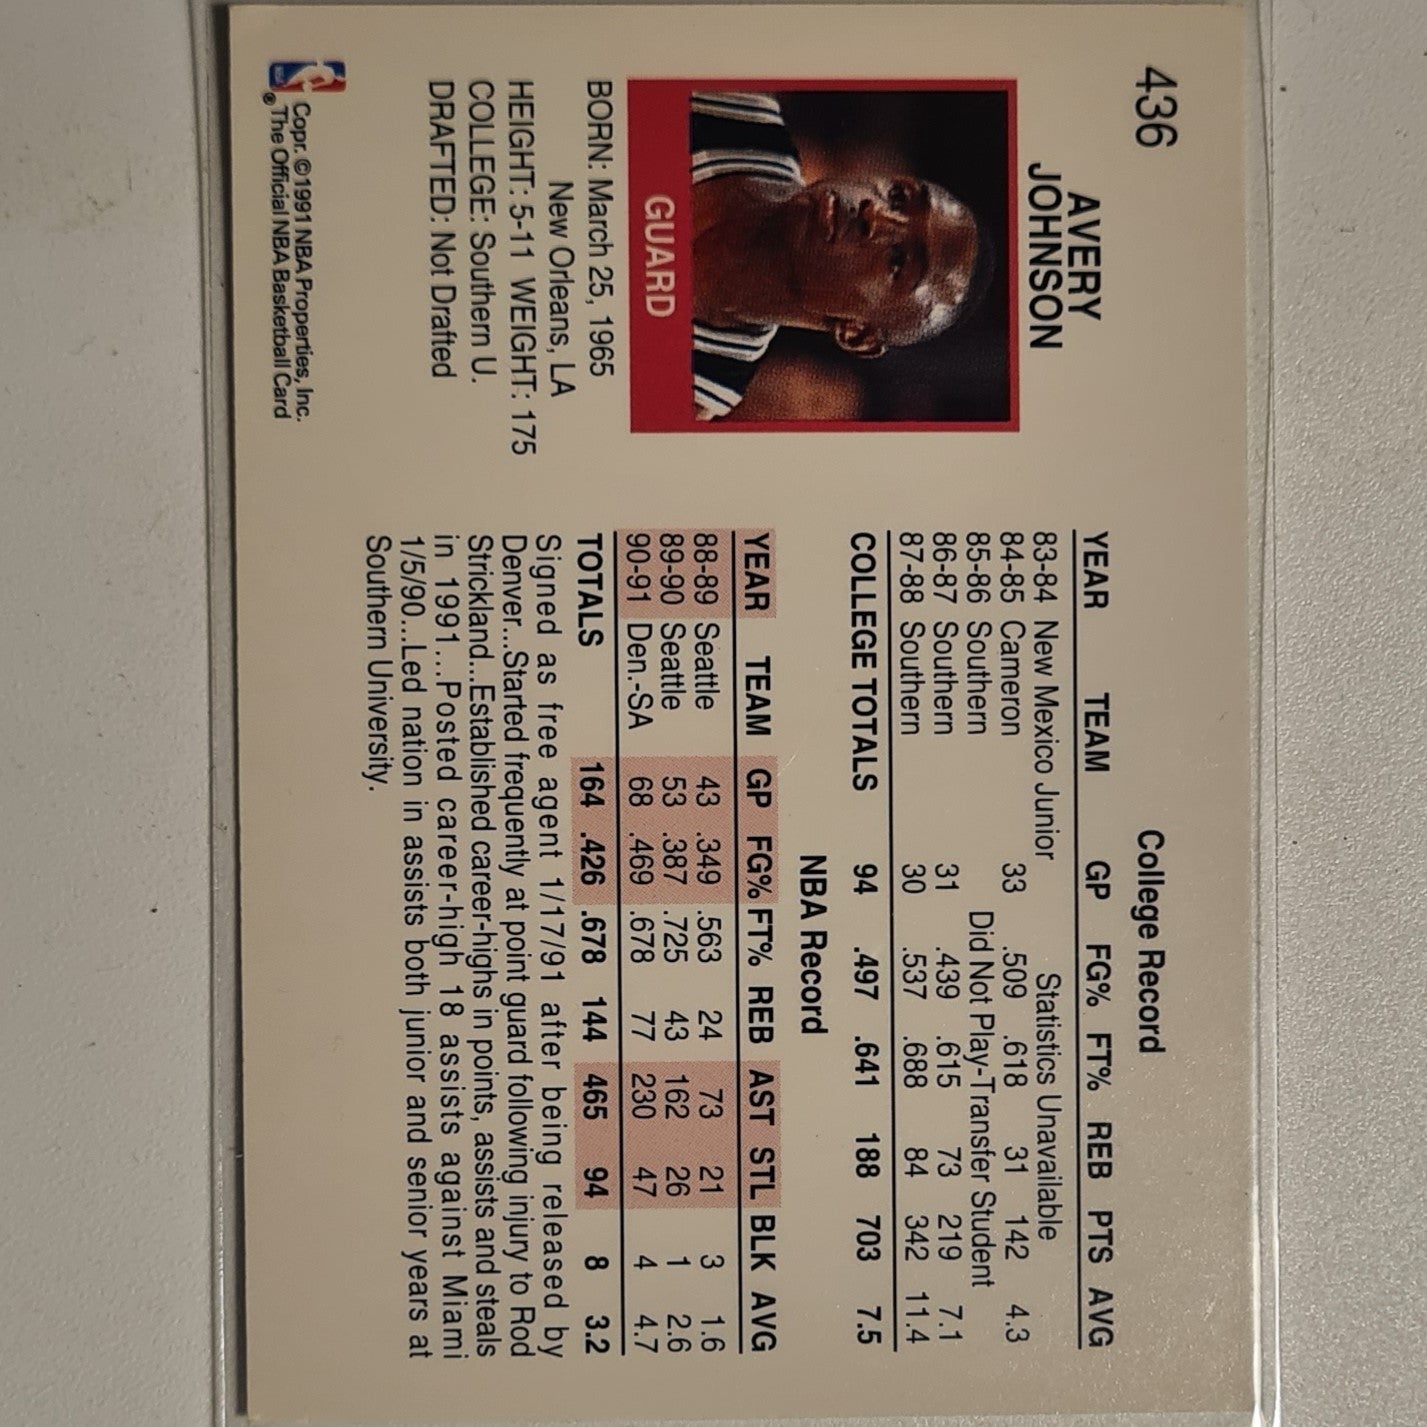 436
AVERY
JOHNSON
GUARD
BORN: March 25, 1965
New Orleans, LA
HEIGHT: 5-11 WEIGHT: 175
COLLEGE: Southern U.
DRAFTED: Not Drafted
Copr. ©1991 NBA Properties, Inc.
® The Official NBA Basketball Card
College Record
YEAR TEAM GP FG% FT% REB PTS AVG
83-84 New Mexico Junior Statistics Unavailable
84-85 Cameron 33 .509 .618 31 142 4.3
85-86 Southern Did Not Play-Transfer Student
86-87 Southern 31 .439 .615 73 219 7.1
87-88 Southern 30 .537 .688 84 342 11.4
COLLEGE TOTALS 94 .497 .641 188 703 7.5
NBA Record
YEAR TEAM GP FG% FT% REB AST STL BLK AVG
88-89 Seattle 43 .349 .563 24 73 21 3 1.6
89-90 Seattle 53 .387 .725 43 162 26 1 2.6
90-91 Den.-SA 68 .469 .678 77 230 47 4 4.7
TOTALS 164 .426 .678 144 465 94 8 3.2
Signed as free agent 1/17/91 after being released by
Denver...Started frequently at point guard following injury to Rod
Strickland...Established career-highs in points, assists and steals
in 1991...Posted career-high 18 assists against Miami
1/5/90...Led nation in assists both junior and senior years at
Southern University.